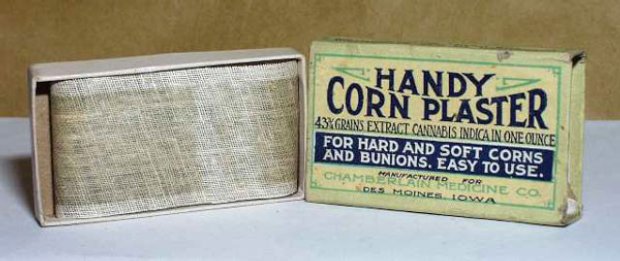 HANDY
CORN PLASTER
43¾ GRAINS EXTRACT CANNABIS INDICA IN ONE OUNCE
FOR HARD AND SOFT CORNS
AND BUNIONS. EASY TO USE.
MANUFACTURED FOR
CHAMBERLAIN MEDICINE CO.
DES MOINES, IOWA